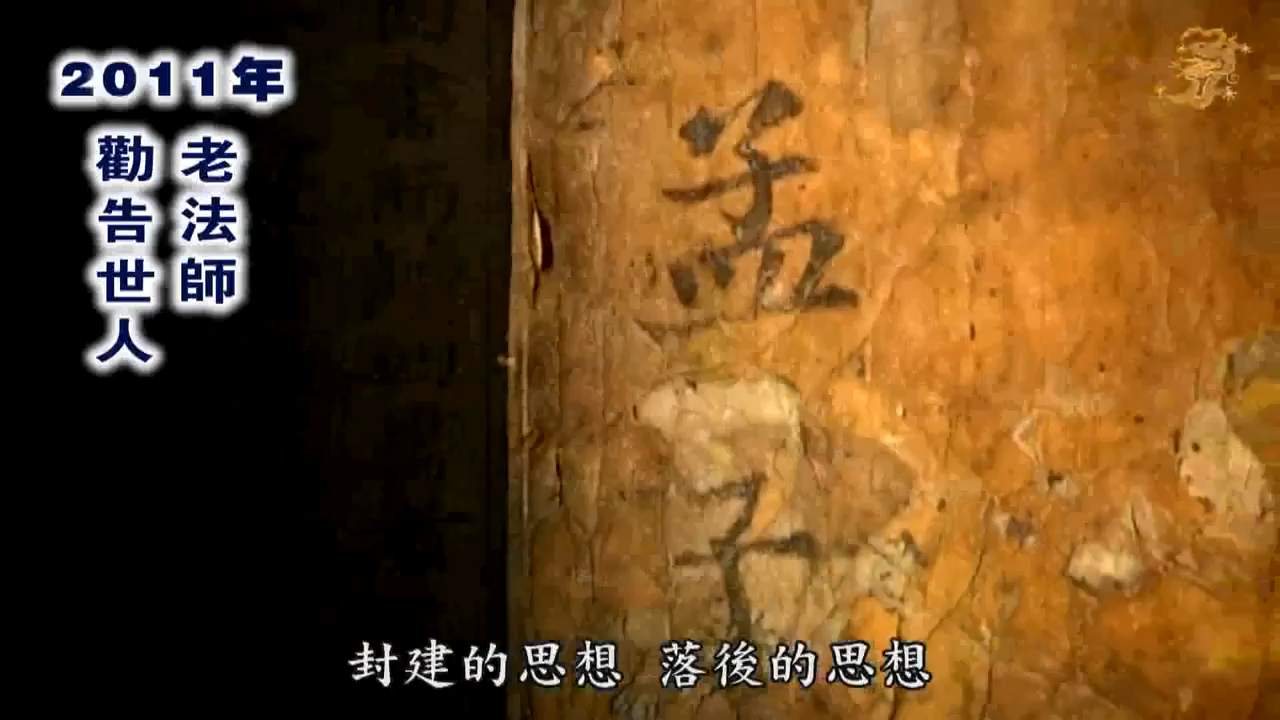 2011年
老法師
勸告世人
孟子
封建的思想 落後的思想